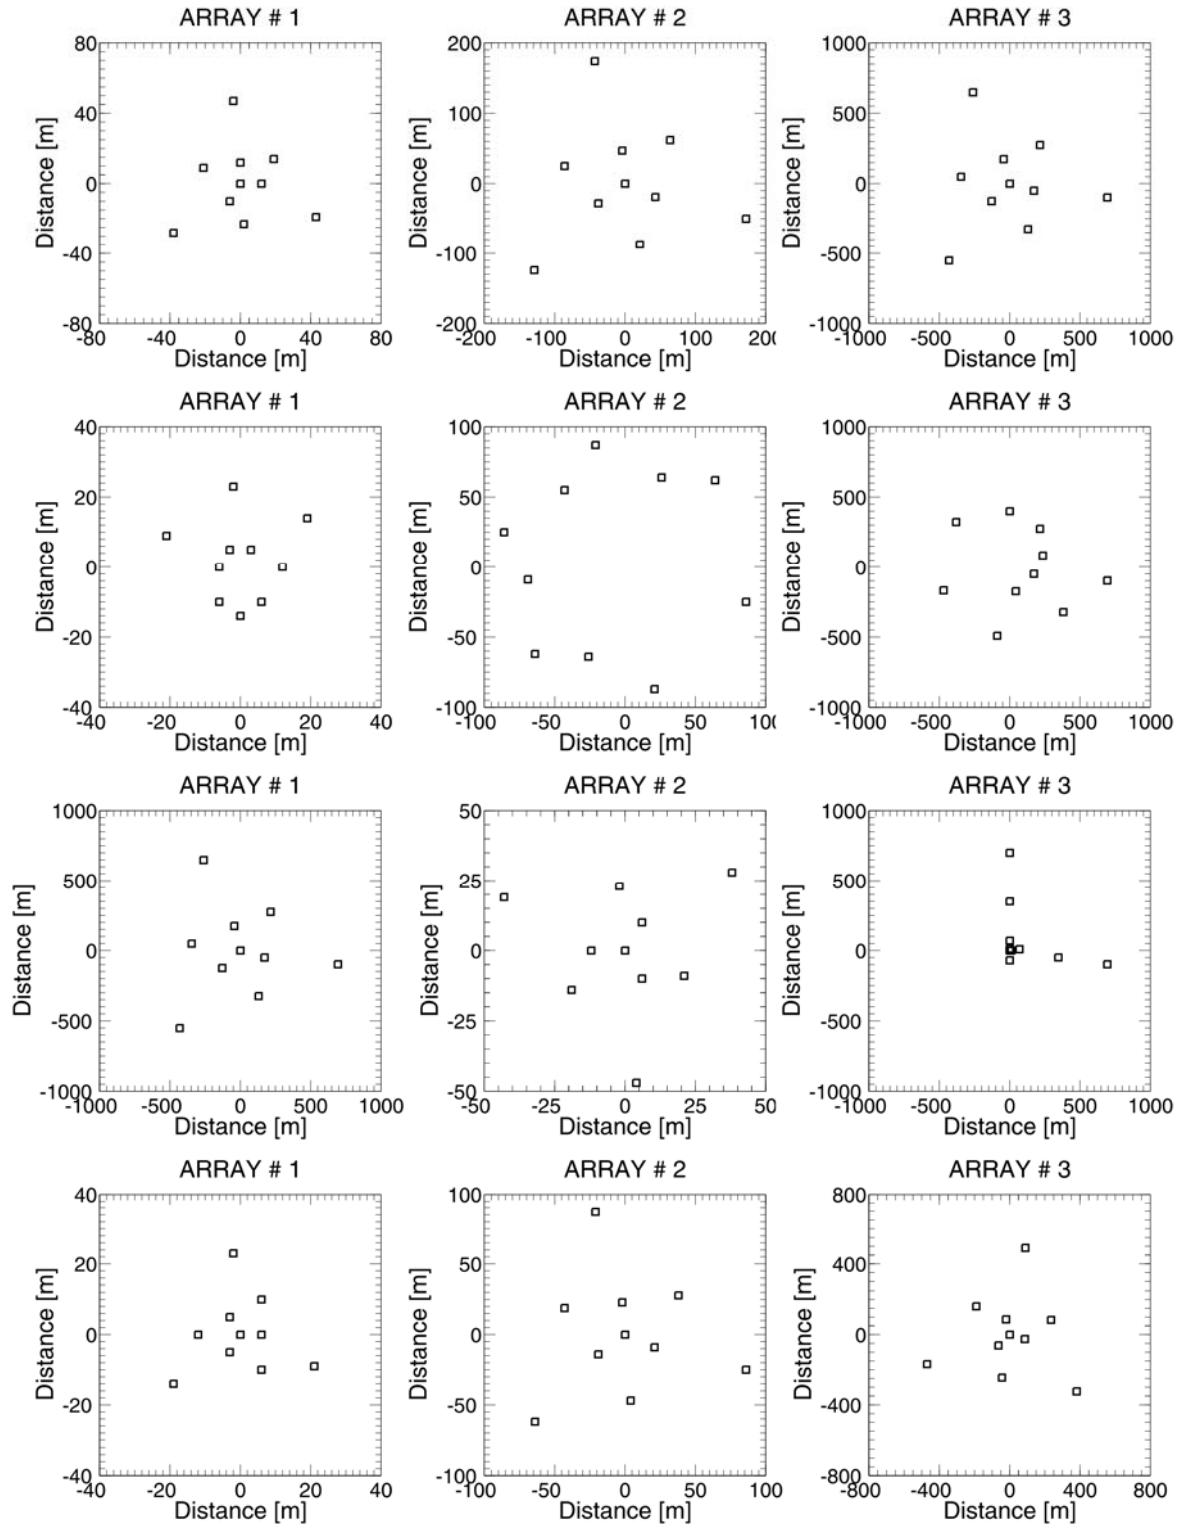 ARRAY # 1 ARRAY # 2 ARRAY # 3
80 200 1000
40 100 500
Distance [m] 0 Distance [m] 0 Distance [m] 0
-40 -100 -500
-80 -200 -1000
-80 -40 0 40 80 -100 0 100 200 -1000 -500 0 500 1000
Distance [m] Distance [m] Distance [m]
ARRAY # 1 ARRAY # 2 ARRAY # 3
40 100 1000
20 50 500
Distance [m] 0 Distance [m] 0 Distance [m] 0
-20 -50 -500
-40 -100 -1000
-40 -20 0 20 40 -100 -50 0 50 100 -1000 -500 0 500 1000
Distance [m] Distance [m] Distance [m]
ARRAY # 1 ARRAY # 2 ARRAY # 3
1000 50 1000
500 25 500
Distance [m] 0 Distance [m] 0 Distance [m] 0
-500 -25 -500
-1000 -50 -1000
-1000 -500 0 500 1000 -50 -25 0 25 50 -1000 -500 0 500 1000
Distance [m] Distance [m] Distance [m]
ARRAY # 1 ARRAY # 2 ARRAY # 3
40 100 800
20 50 400
Distance [m] 0 Distance [m] 0 Distance [m] 0
-20 -50 -400
-40 -100 -800
-40 -20 0 20 40 -100 -50 0 50 100 -800 -400 0 400 800
Distance [m] Distance [m] Distance [m]